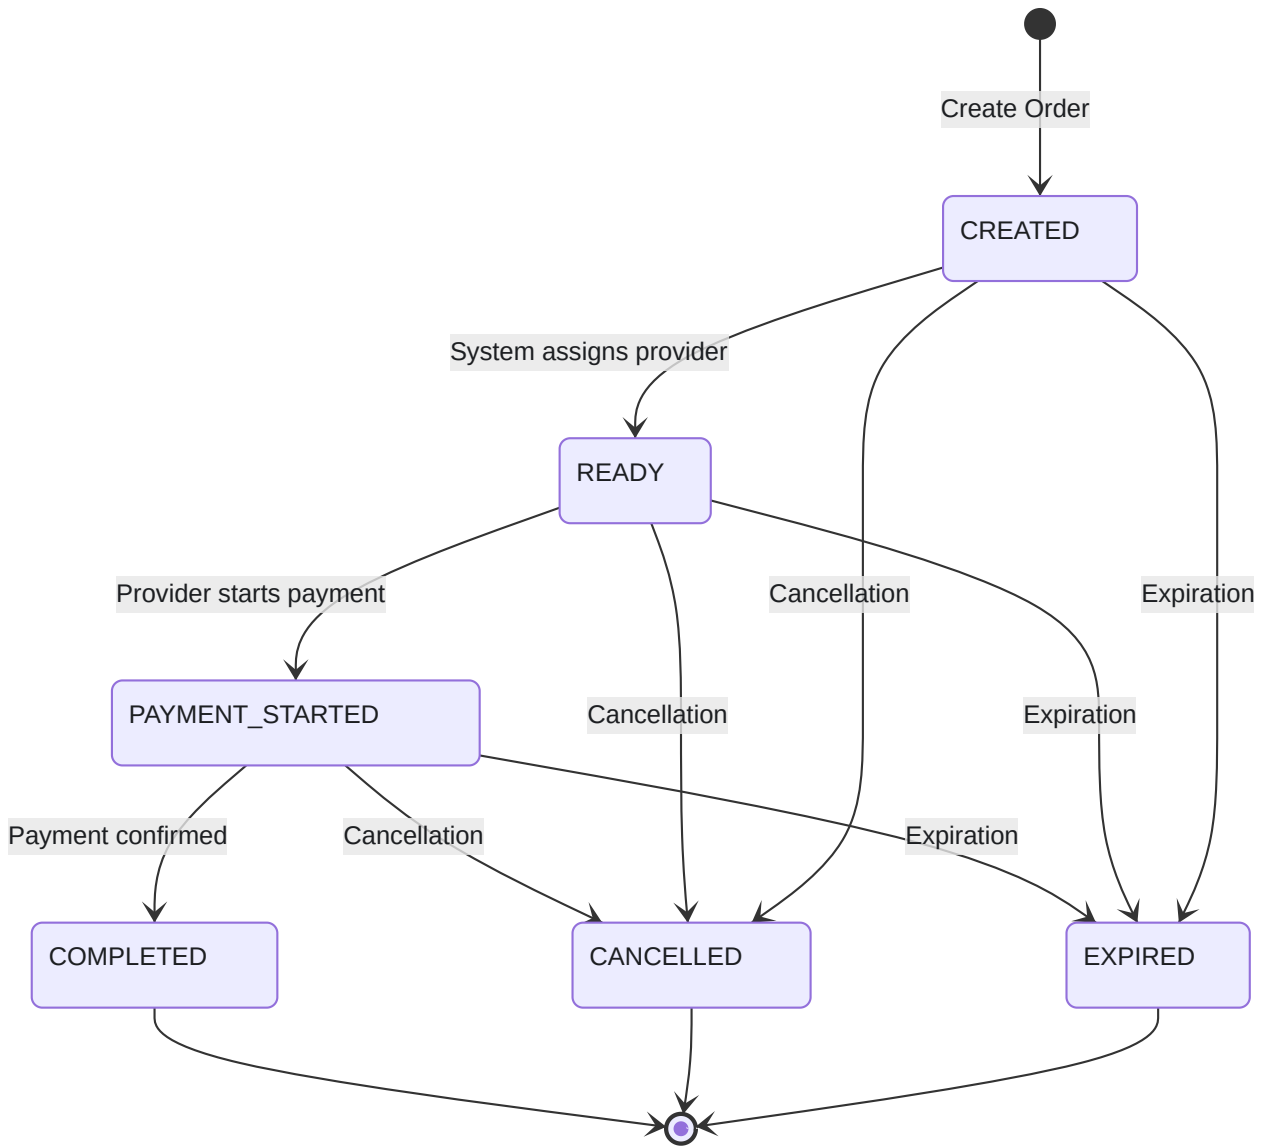 Create Order
CREATED
System assigns provider
READY
Provider starts payment
Cancellation
Expiration
PAYMENT_STARTED
Cancellation
Expiration
Payment confirmed
Cancellation
Expiration
COMPLETED
CANCELLED
EXPIRED